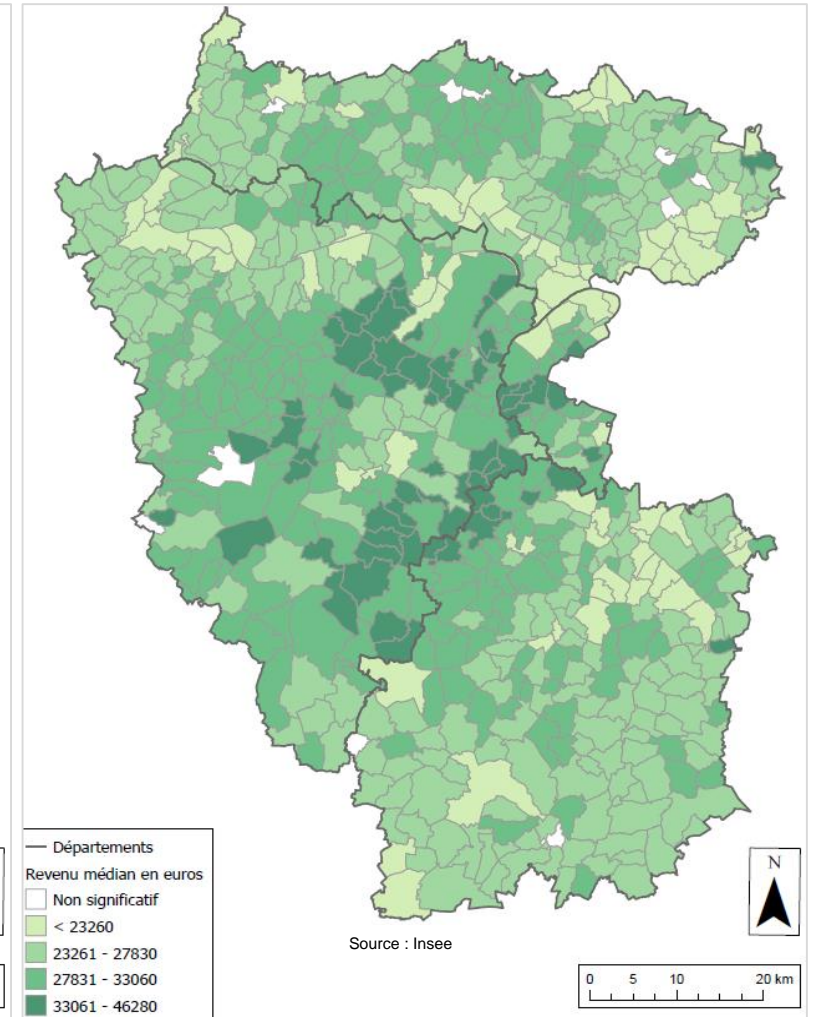 Départements
Revenu médian en euros
Non significatif
< 23260
23261 - 27830
27831 - 33060
33061 - 46280
Source : Insee
N
0 5 10 20 km